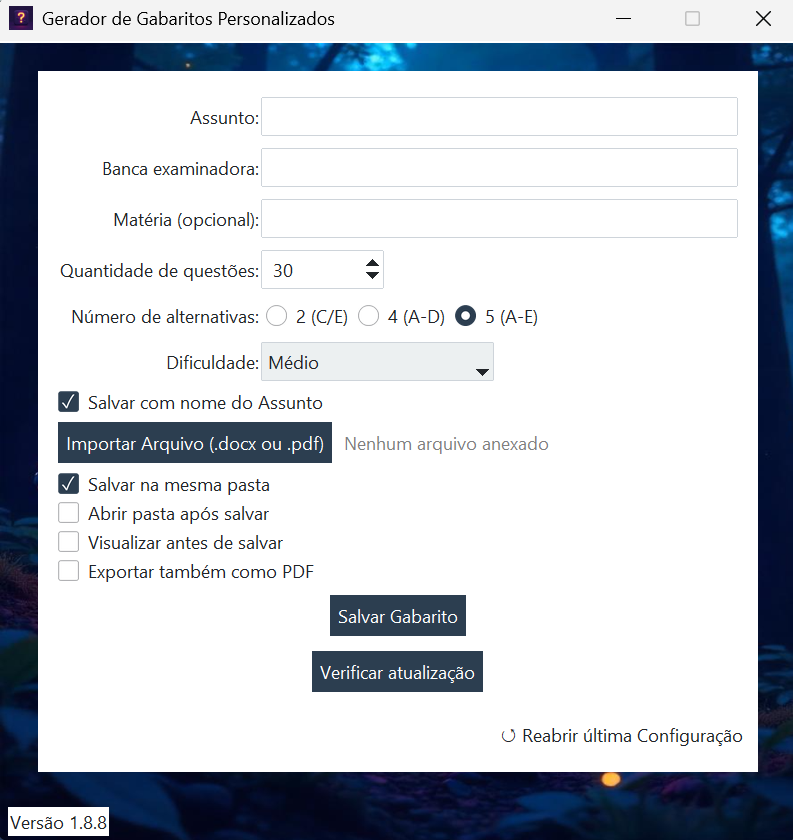 Gerador de Gabaritos Personalizados
Assunto:
Banca examinadora:
Matéria (opcional):
Quantidade de questões: 30
Número de alternativas: 2 (C/E) 4 (A-D) 5 (A-E)
Dificuldade: Médio
Salvar com nome do Assunto
Importar Arquivo (.docx ou .pdf) Nenhum arquivo anexado
Salvar na mesma pasta
Abrir pasta após salvar
Visualizar antes de salvar
Exportar também como PDF
Salvar Gabarito
Verificar atualização
Reabrir última Configuração
Versão 1.8.8